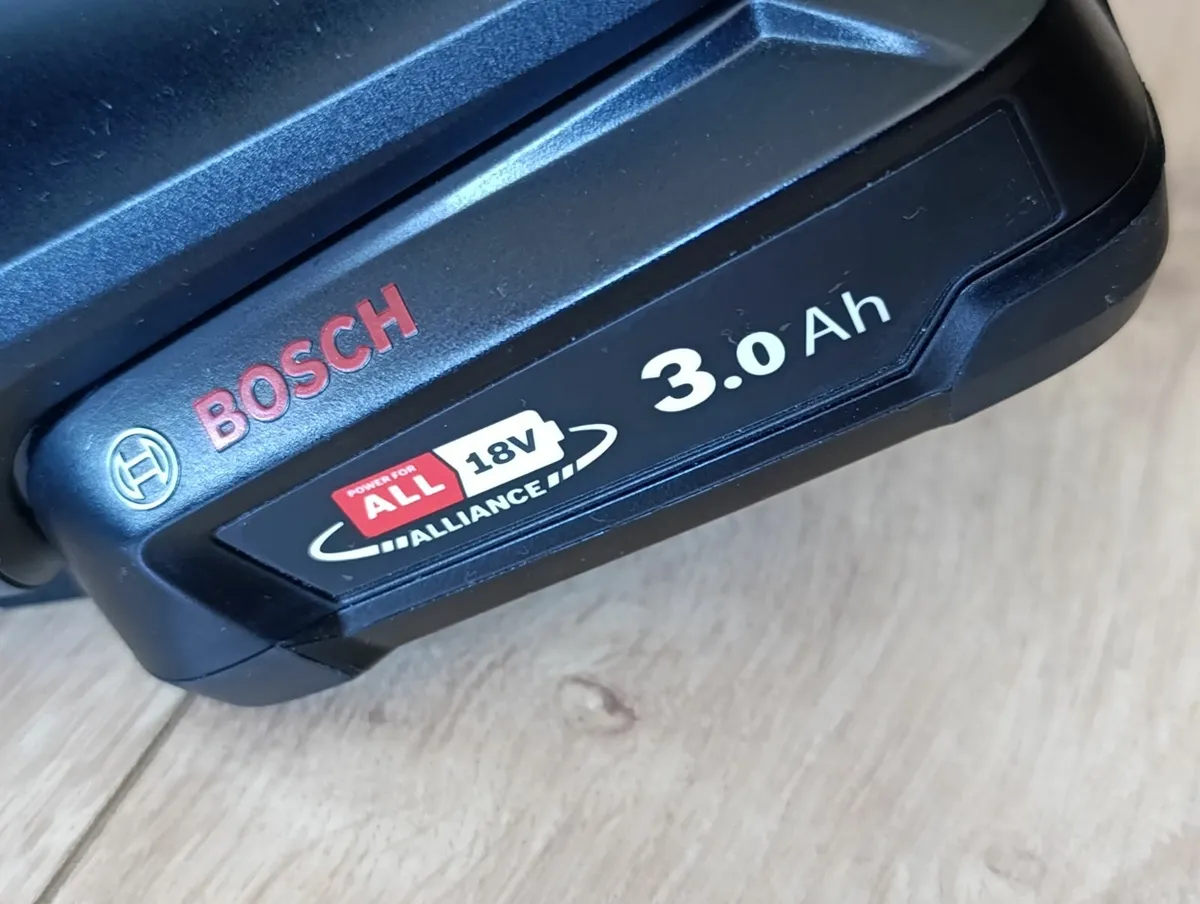 BOSCH
POWER FOR
ALL
18V
ALLIANCE
3.0 Ah